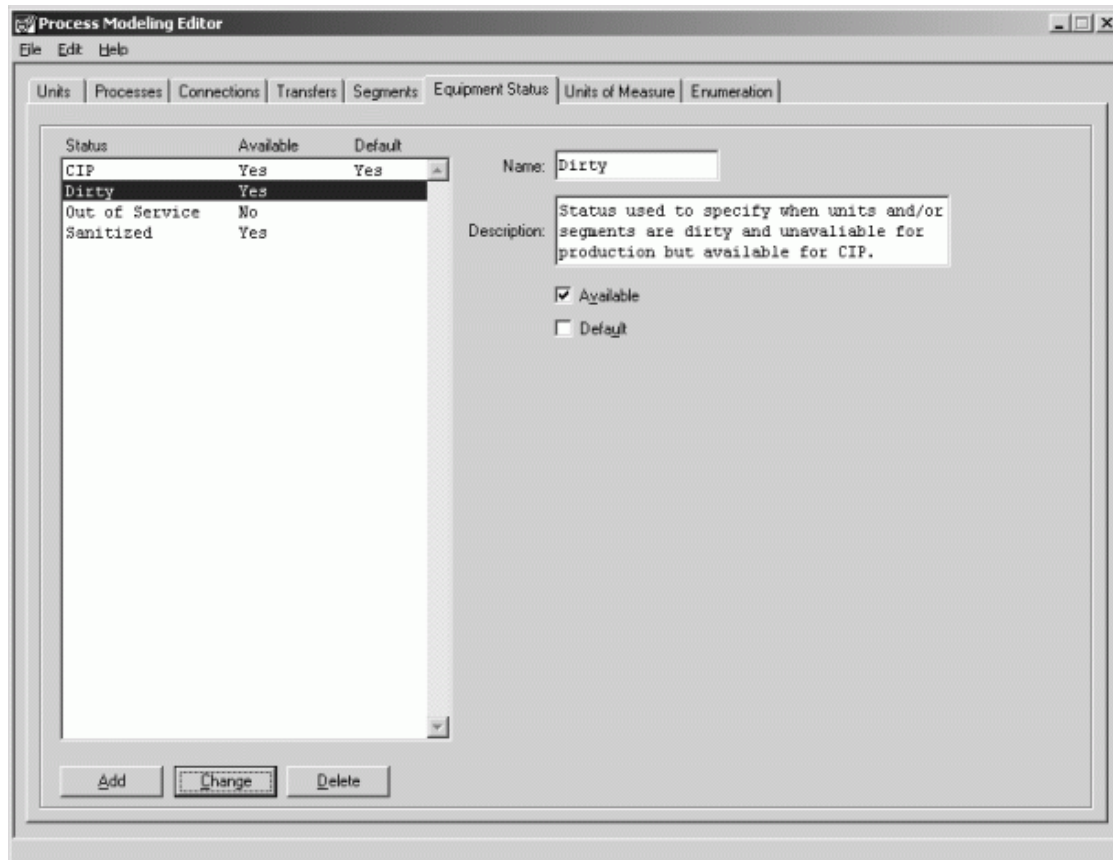 Process Modeling Editor
File Edit Help
Units Processes Connections Transfers Segments Equipment Status Units of Measure Enumeration
Status Available Default
CIP Yes Yes
Dirty Yes
Out of Service No
Sanitized Yes
Name: Dirty
Description: Status used to specify when units and/or
segments are dirty and unavaliable for
production but available for CIP.
Available
Default
Add Change Delete